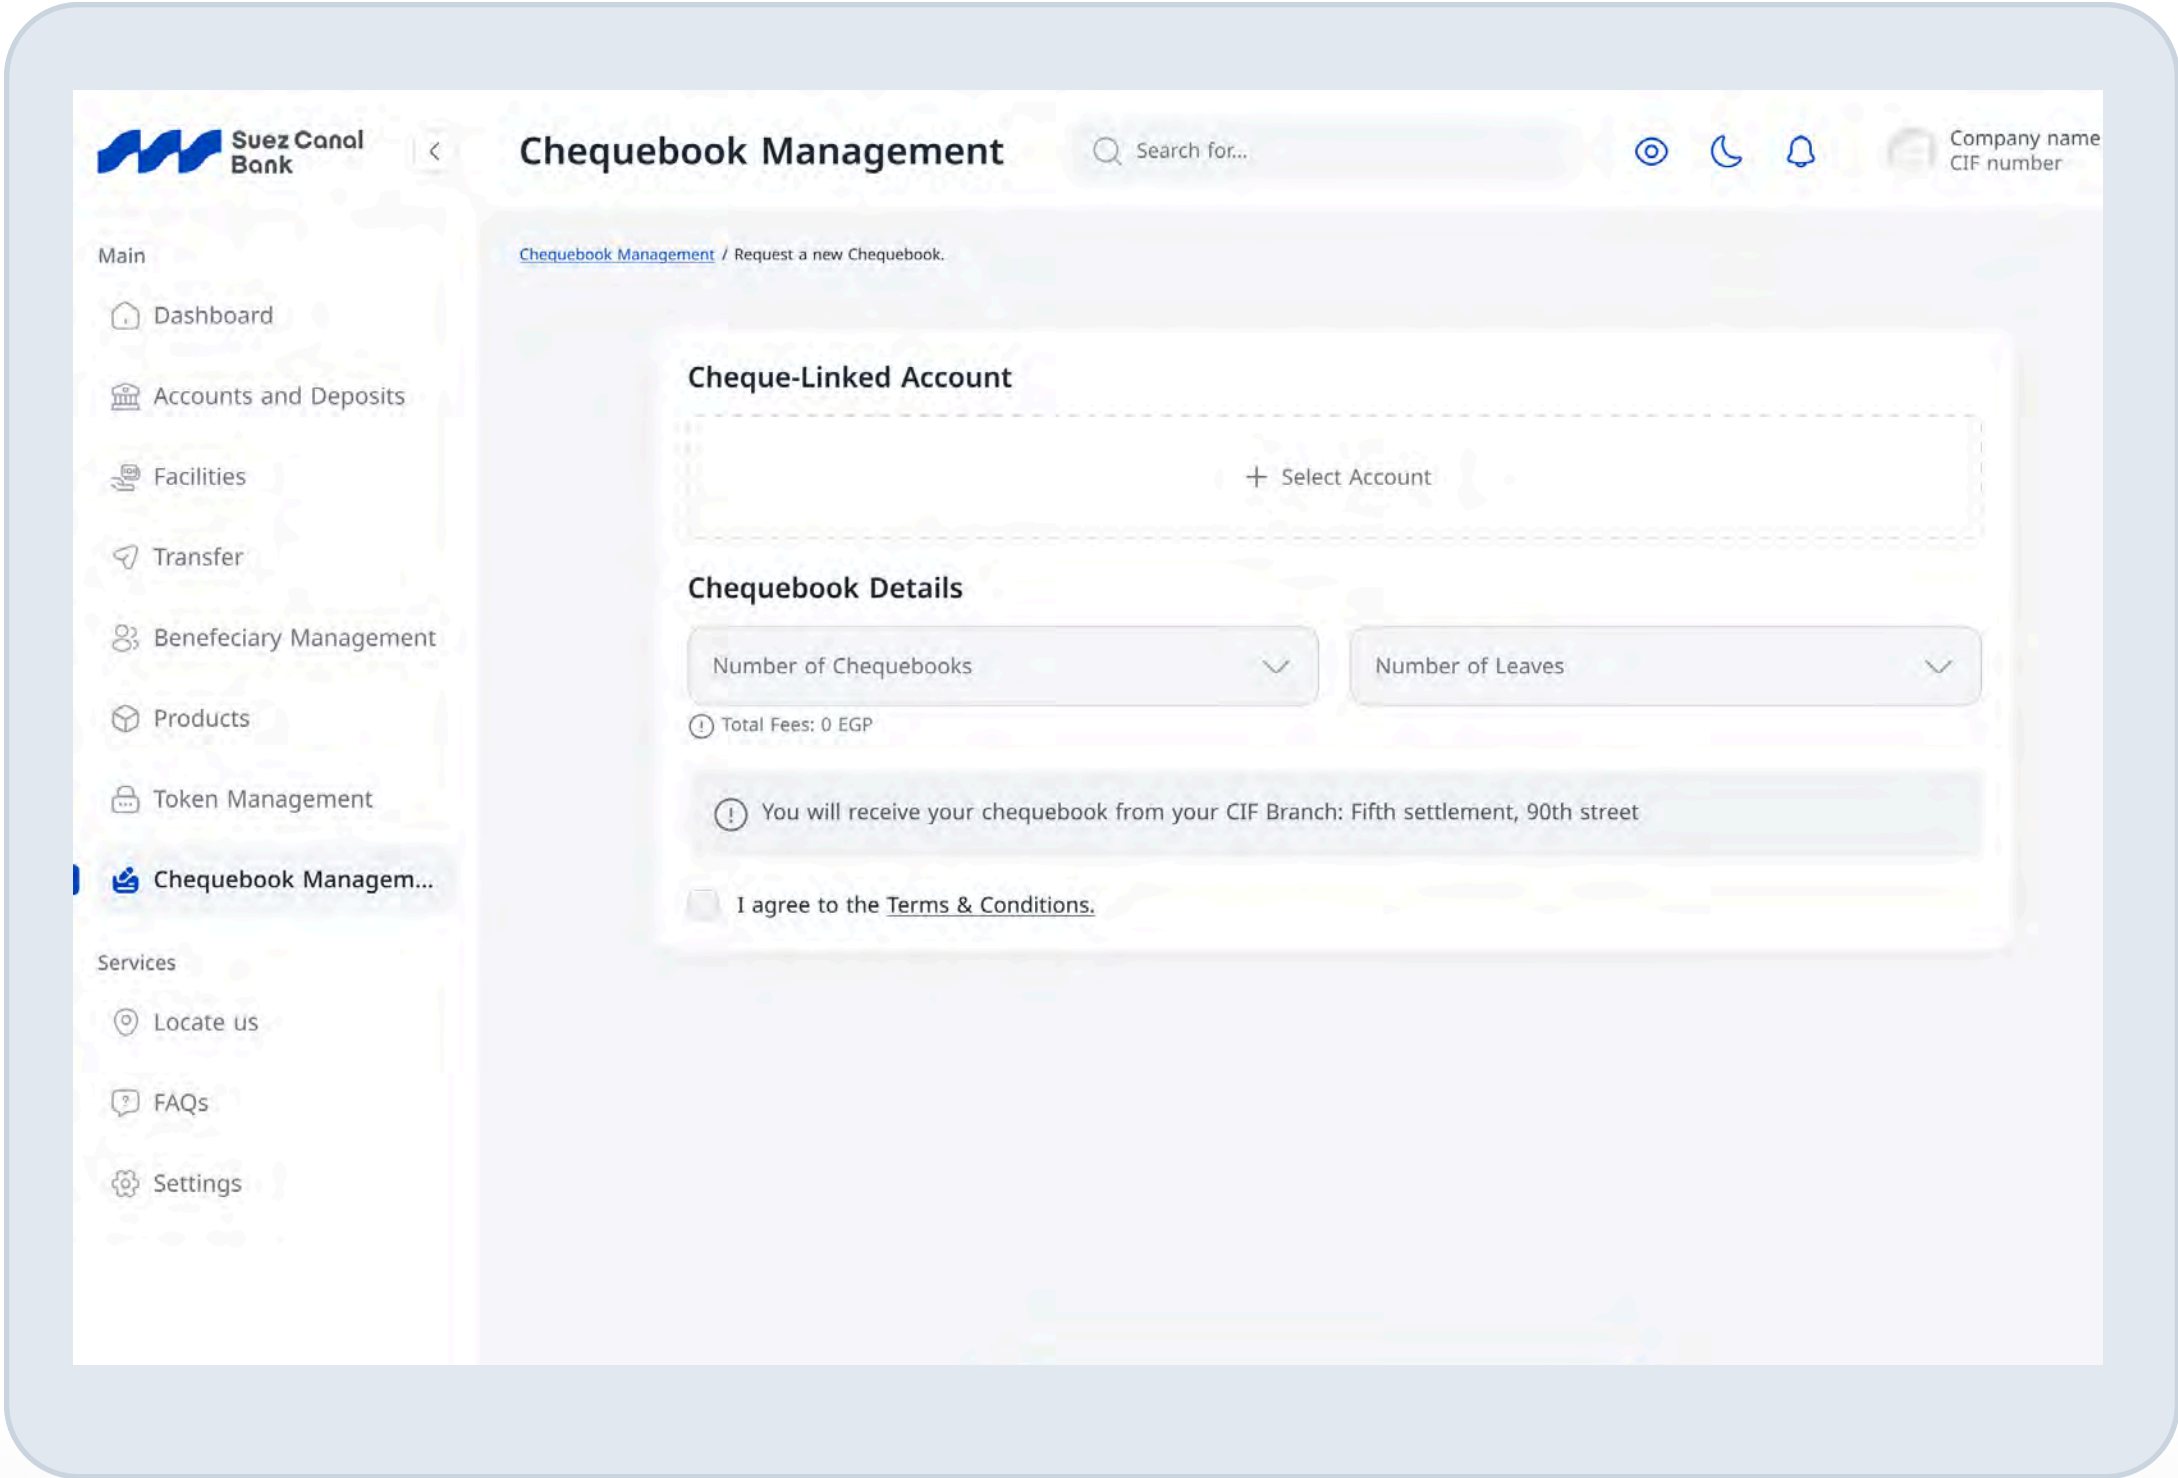 Suez Canal
Bank
Chequebook Management
Search for...
Company name
CIF number
Main
Dashboard
Accounts and Deposits
Facilities
Transfer
Benefeciary Management
Products
Token Management
Chequebook Managem...
Services
Locate us
FAQs
Settings
Chequebook Management / Request a new Chequebook.
Cheque-Linked Account
+ Select Account
Chequebook Details
Number of Chequebooks
Number of Leaves
Total Fees: 0 EGP
You will receive your chequebook from your CIF Branch: Fifth settlement, 90th street
I agree to the Terms & Conditions.